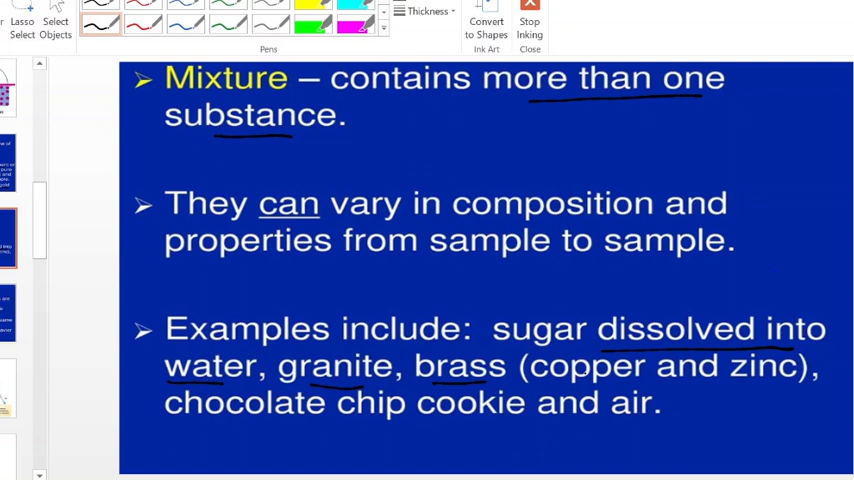 Lasso
Select
Select
Objects
Thickness
Convert
to Shapes
Stop
Inking
Pens
Ink Art
Close
➢ Mixture – contains more than one
substance.
➢ They can vary in composition and
properties from sample to sample.
➢ Examples include: sugar dissolved into
water, granite, brass (copper and zinc),
chocolate chip cookie and air.